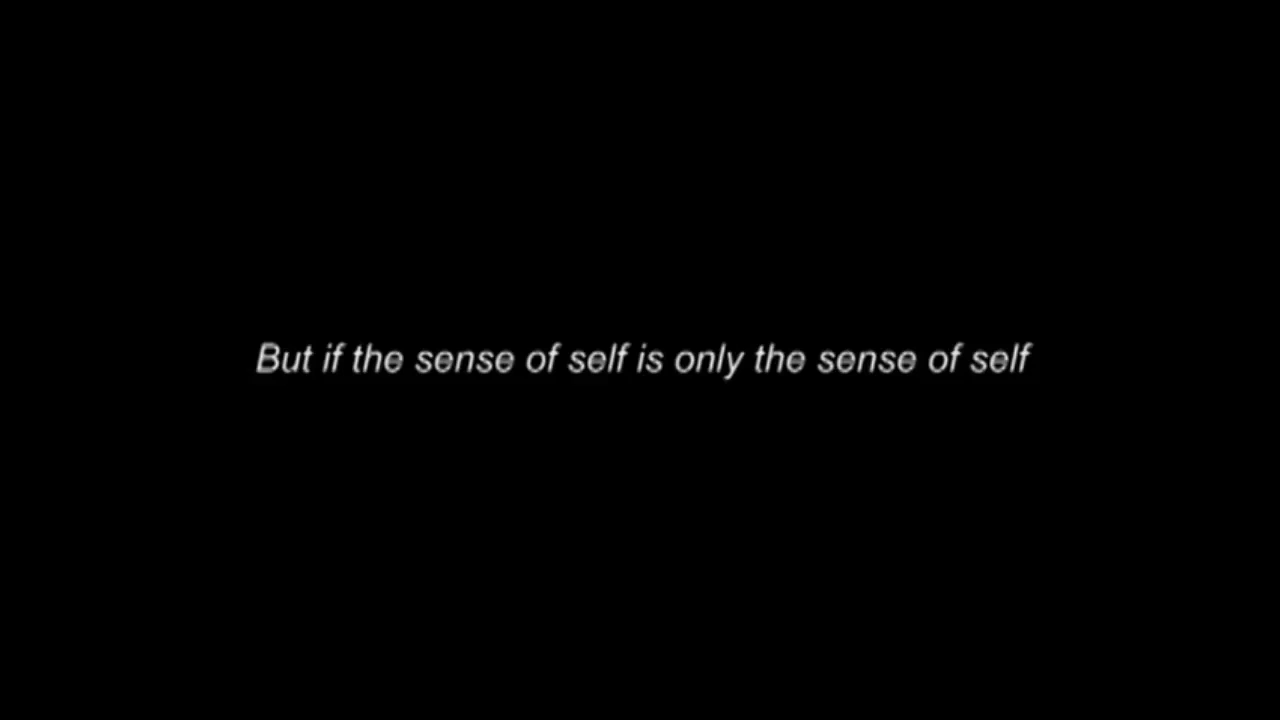 But if the sense of self is only the sense of self